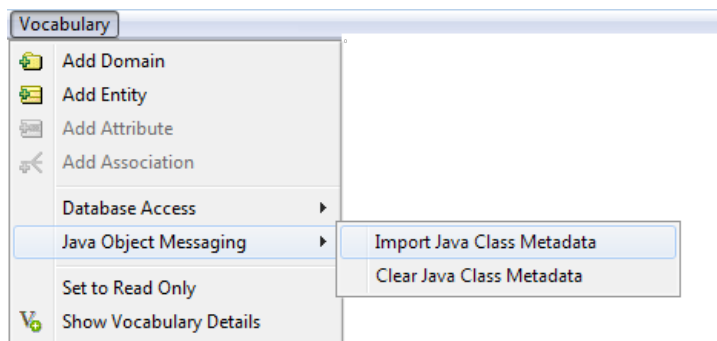 Vocabulary
Add Domain
Add Entity
Add Attribute
Add Association
Database Access
Java Object Messaging
Import Java Class Metadata
Clear Java Class Metadata
Set to Read Only
Show Vocabulary Details